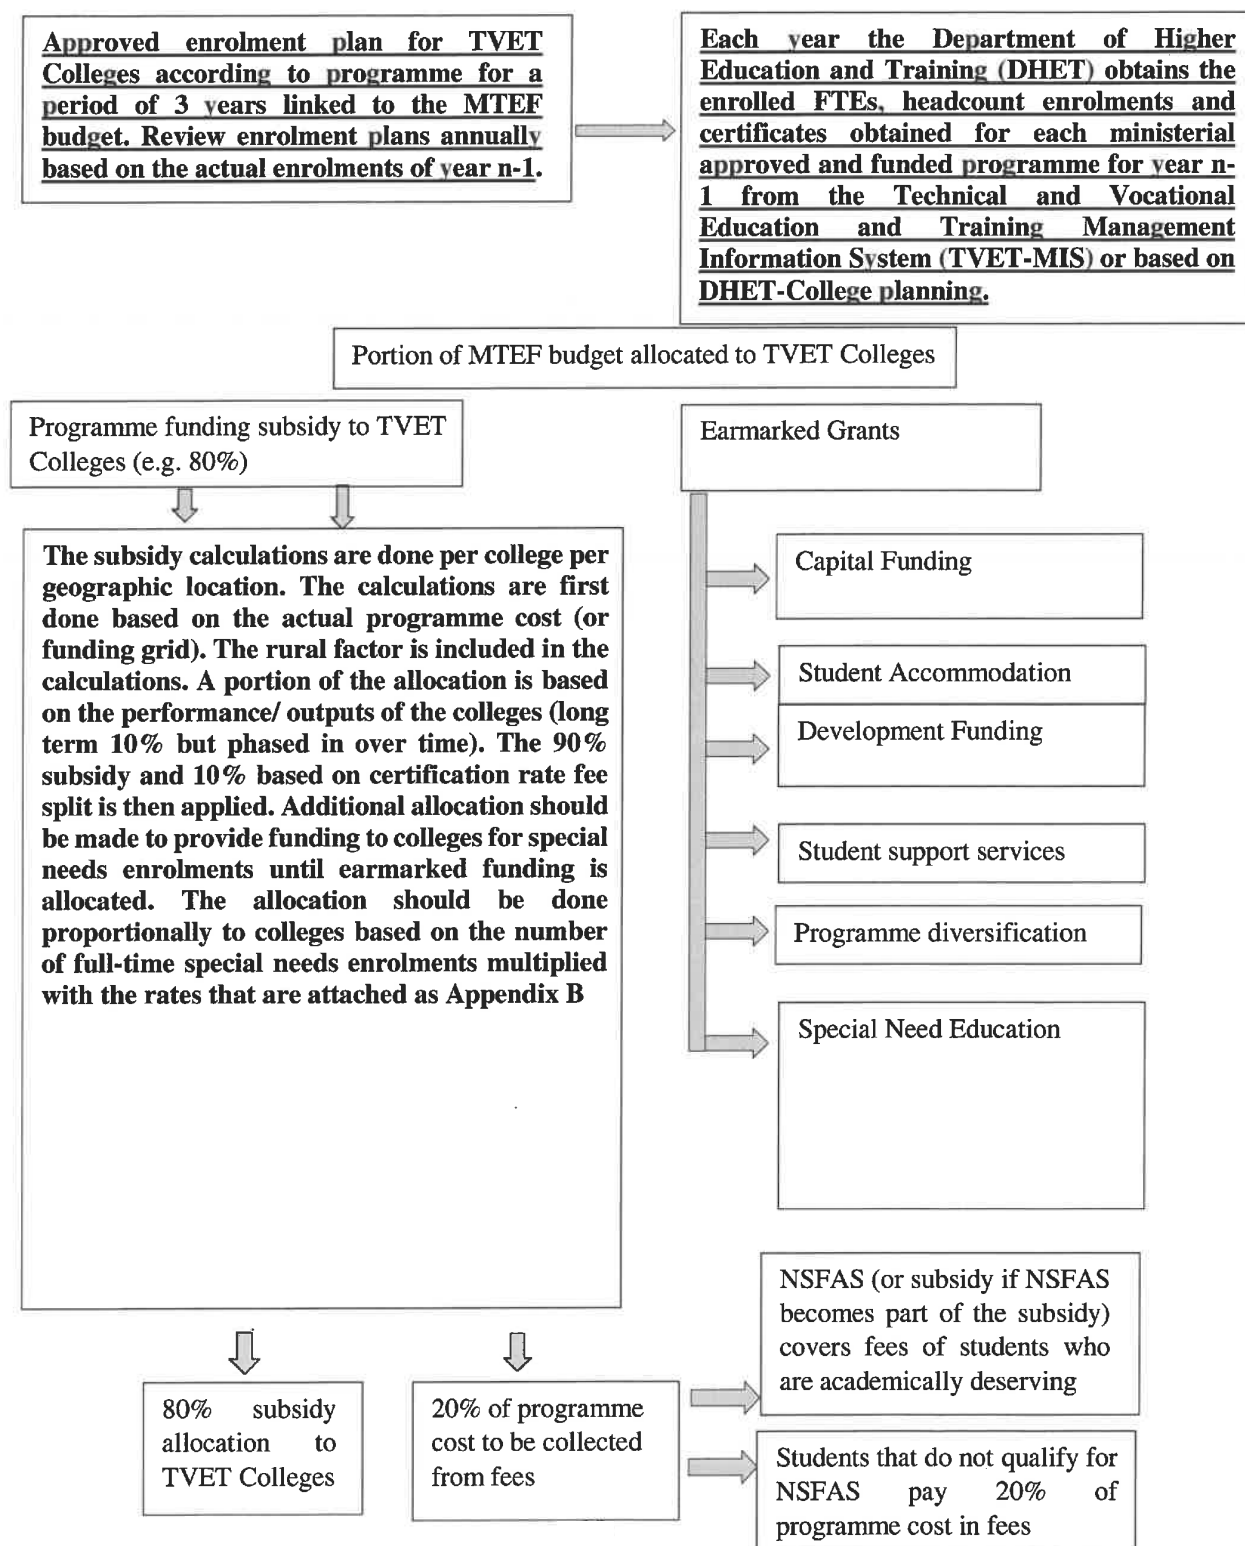 Approved enrolment plan for TVET
Colleges according to programme for a
period of 3 years linked to the MTEF
budget. Review enrolment plans annually
based on the actual enrolments of year n-1.
Each year the Department of Higher
Education and Training (DHET) obtains the
enrolled FTEs, headcount enrolments and
certificates obtained for each ministerial
approved and funded programme for year n-
1 from the Technical and Vocational
Education and Training Management
Information System (TVET-MIS) or based on
DHET-College planning.
Portion of MTEF budget allocated to TVET Colleges
Programme funding subsidy to TVET
Colleges (e.g. 80%)
Earmarked Grants
The subsidy calculations are done per college per
geographic location. The calculations are first
done based on the actual programme cost (or
funding grid). The rural factor is included in the
calculations. A portion of the allocation is based
on the performance/ outputs of the colleges (long
term 10% but phased in over time). The 90%
subsidy and 10% based on certification rate fee
split is then applied. Additional allocation should
be made to provide funding to colleges for special
needs enrolments until earmarked funding is
allocated. The allocation should be done
proportionally to colleges based on the number
of full-time special needs enrolments multiplied
with the rates that are attached as Appendix B
Capital Funding
Student Accommodation
Development Funding
Student support services
Programme diversification
Special Need Education
80% subsidy
allocation to
TVET Colleges
20% of programme
cost to be collected
from fees
NSFAS (or subsidy if NSFAS
becomes part of the subsidy)
covers fees of students who
are academically deserving
Students that do not qualify for
NSFAS pay 20% of
programme cost in fees